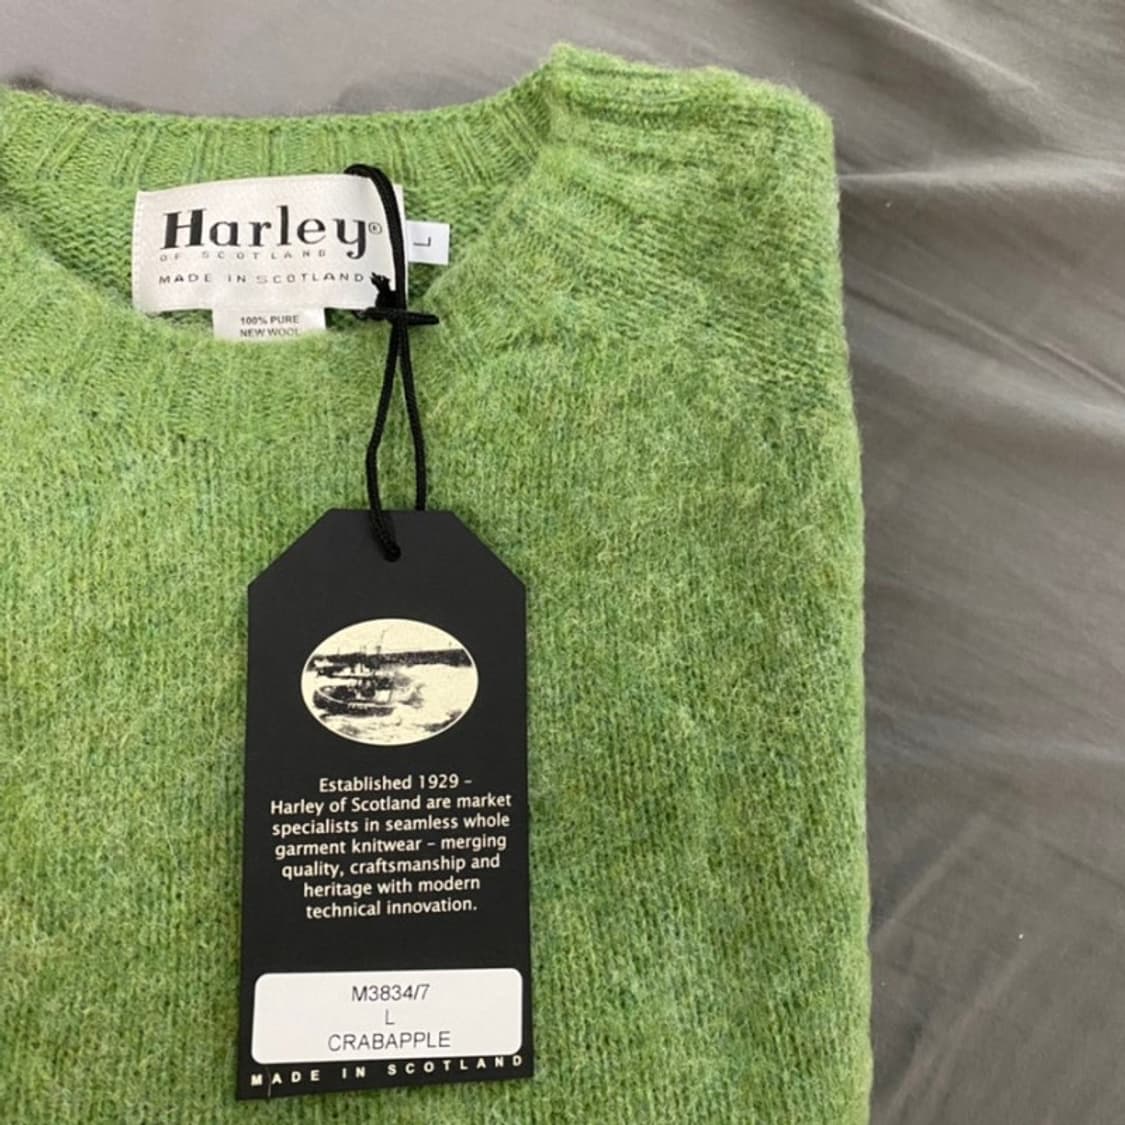 Harley®
OF SCOTLAND
MADE IN SCOTLAND
L
100% PURE
NEW WOOL
Established 1929 –
Harley of Scotland are market
specialists in seamless whole
garment knitwear – merging
quality, craftsmanship and
heritage with modern
technical innovation.
M3834/7
L
CRABAPPLE
MADE IN SCOTLAND